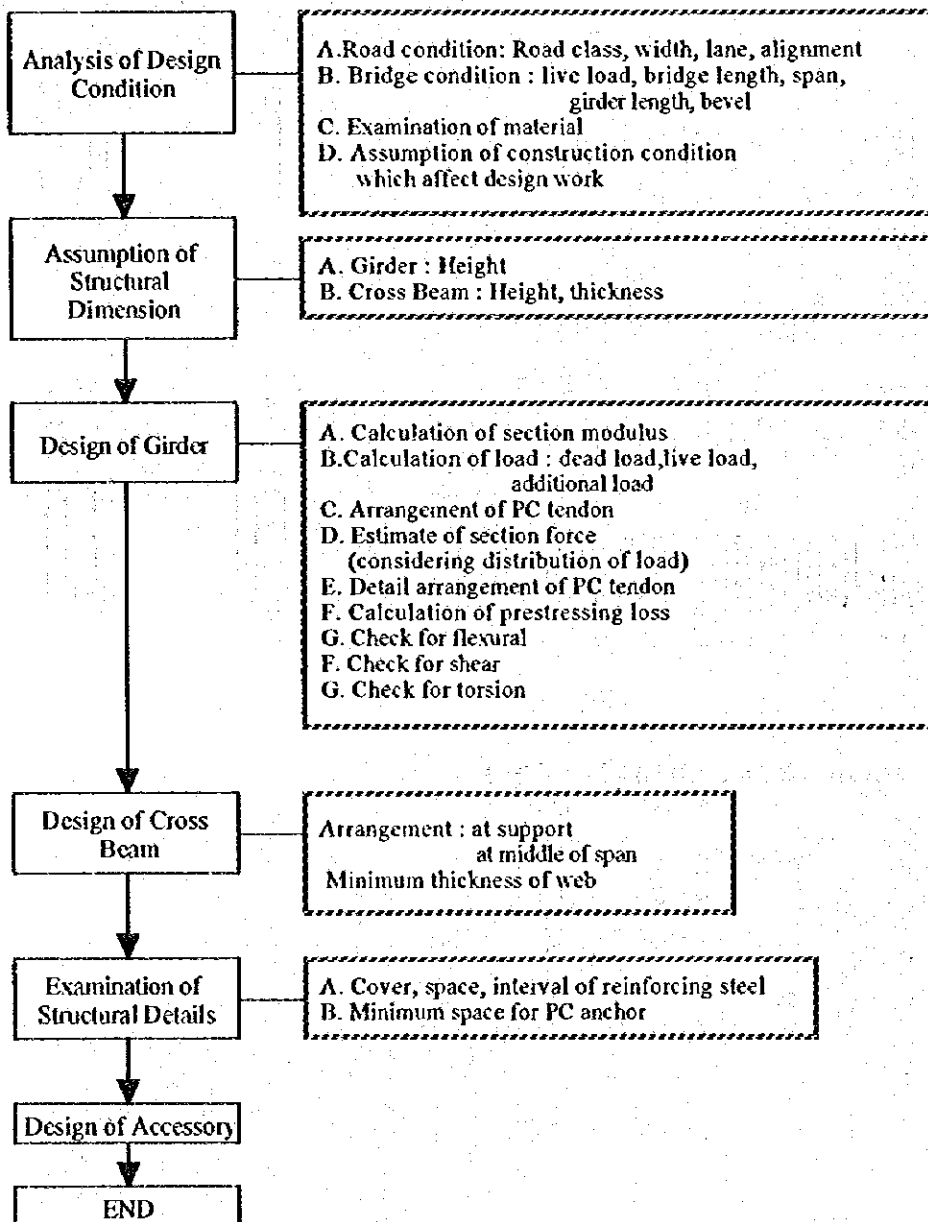 Analysis of Design
Condition
A.Road condition: Road class, width, lane, alignment
B. Bridge condition : live load, bridge length, span,
girder length, bevel
C. Examination of material
D. Assumption of construction condition
which affect design work
Assumption of
Structural
Dimension
A. Girder : Height
B. Cross Beam : Height, thickness
Design of Girder
A. Calculation of section modulus
B.Calculation of load : dead load,live load,
additional load
C. Arrangement of PC tendon
D. Estimate of section force
(considering distribution of load)
E. Detail arrangement of PC tendon
F. Calculation of prestressing loss
G. Check for flexural
F. Check for shear
G. Check for torsion
Design of Cross
Beam
Arrangement : at support
at middle of span
Minimum thickness of web
Examination of
Structural Details
A. Cover, space, interval of reinforcing steel
B. Minimum space for PC anchor
Design of Accessory
END